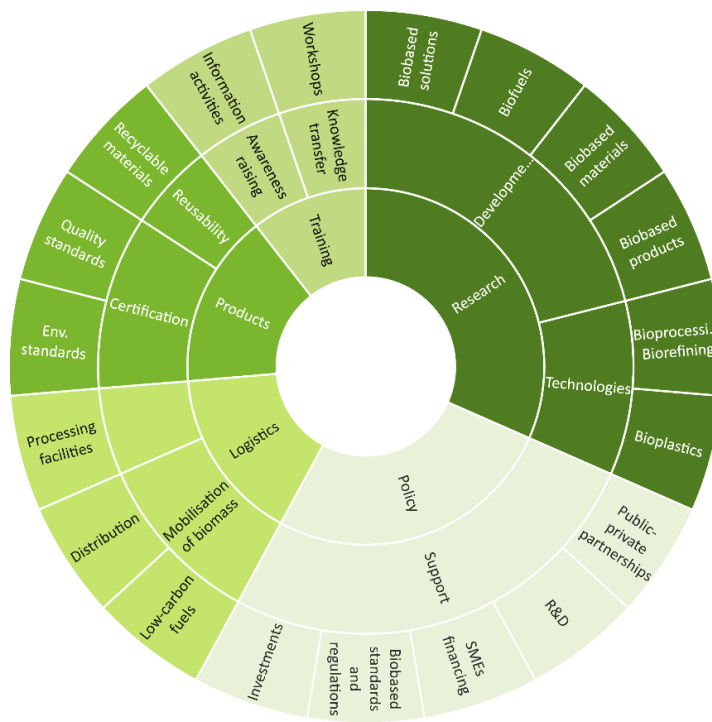 Research
Developme...
Biobased
solutions
Biofuels
Biobased
materials
Biobased
products
Technologies
Bioprocessi...
Biorefining
Bioplastics
Policy
Support
Public-
private
partnerships
R&D
SMEs
financing
Biobased
standards
and
regulations
Investments
Logistics
Mobilisation
of biomass
Low-carbon
fuels
Distribution
Processing
facilities
Products
Certification
Env.
standards
Quality
standards
Reusability
Recyclable
materials
Training
Awareness
raising
Information
activities
Knowledge
transfer
Workshops